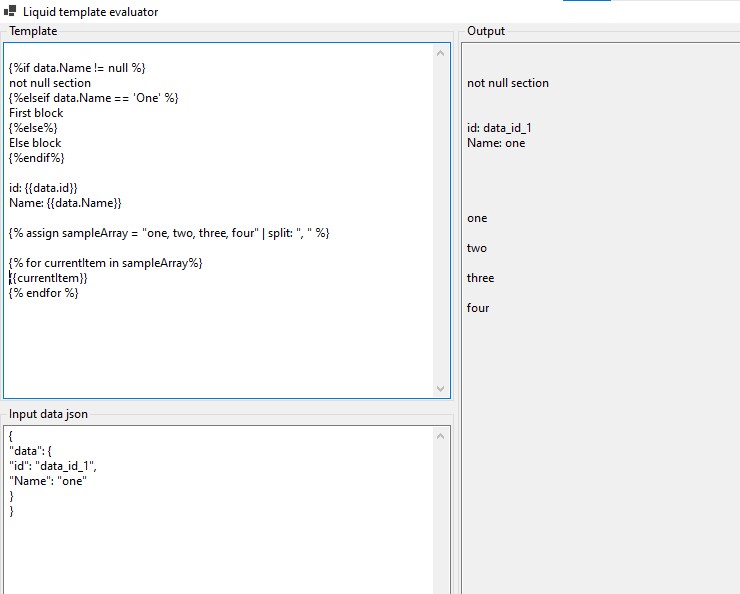 Liquid template evaluator
Template
{%if data.Name != null %}
not null section
{%elseif data.Name == 'One' %}
First block
{%else%}
Else block
{%endif%}
id: {{data.id}}
Name: {{data.Name}}
{% assign sampleArray = "one, two, three, four" | split: ", " %}
{% for currentItem in sampleArray%}
{{currentItem}}
{% endfor %}
Input data json
{
"data": {
"id": "data_id_1",
"Name": "one"
}
}
Output
not null section
id: data_id_1
Name: one
one
two
three
four